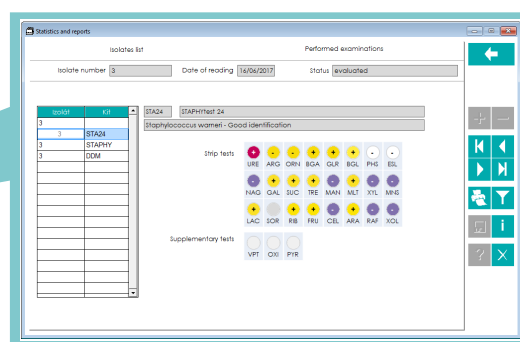 Statistics and reports
Isolates list
Performed examinations
Isolate number 3
Date of reading 16/06/2017
Status evaluated
Izolát Kit
3
3 STA24
3 STAPHY
3 DDM
STA24 STAPHYtest 24
Staphylococcus warneri - Good identification
Strip tests
+ - - + + + - -
URE ARG ORN BGA GLR BGL PHS ESL
- + + + - + - -
NAG GAL SUC TRE MAN MLT XYL MNS
+ + + - + - -
LAC SOR RIB FRU CEL ARA RAF XOL
Supplementary tests
VPT OXI PYR